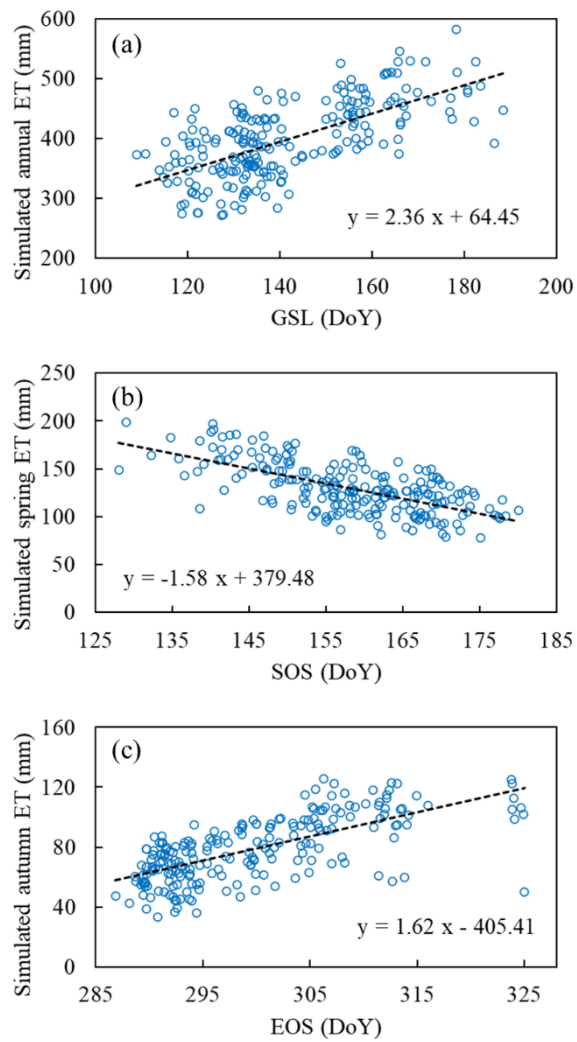 (a)
Simulated annual ET (mm)
600
500
400
300
200
y = 2.36 x + 64.45
100 120 140 160 180 200
GSL (DoY)
(b)
Simulated spring ET (mm)
250
200
150
100
50
0
y = -1.58 x + 379.48
125 135 145 155 165 175 185
SOS (DoY)
(c)
Simulated autumn ET (mm)
160
120
80
40
0
y = 1.62 x - 405.41
285 295 305 315 325
EOS (DoY)